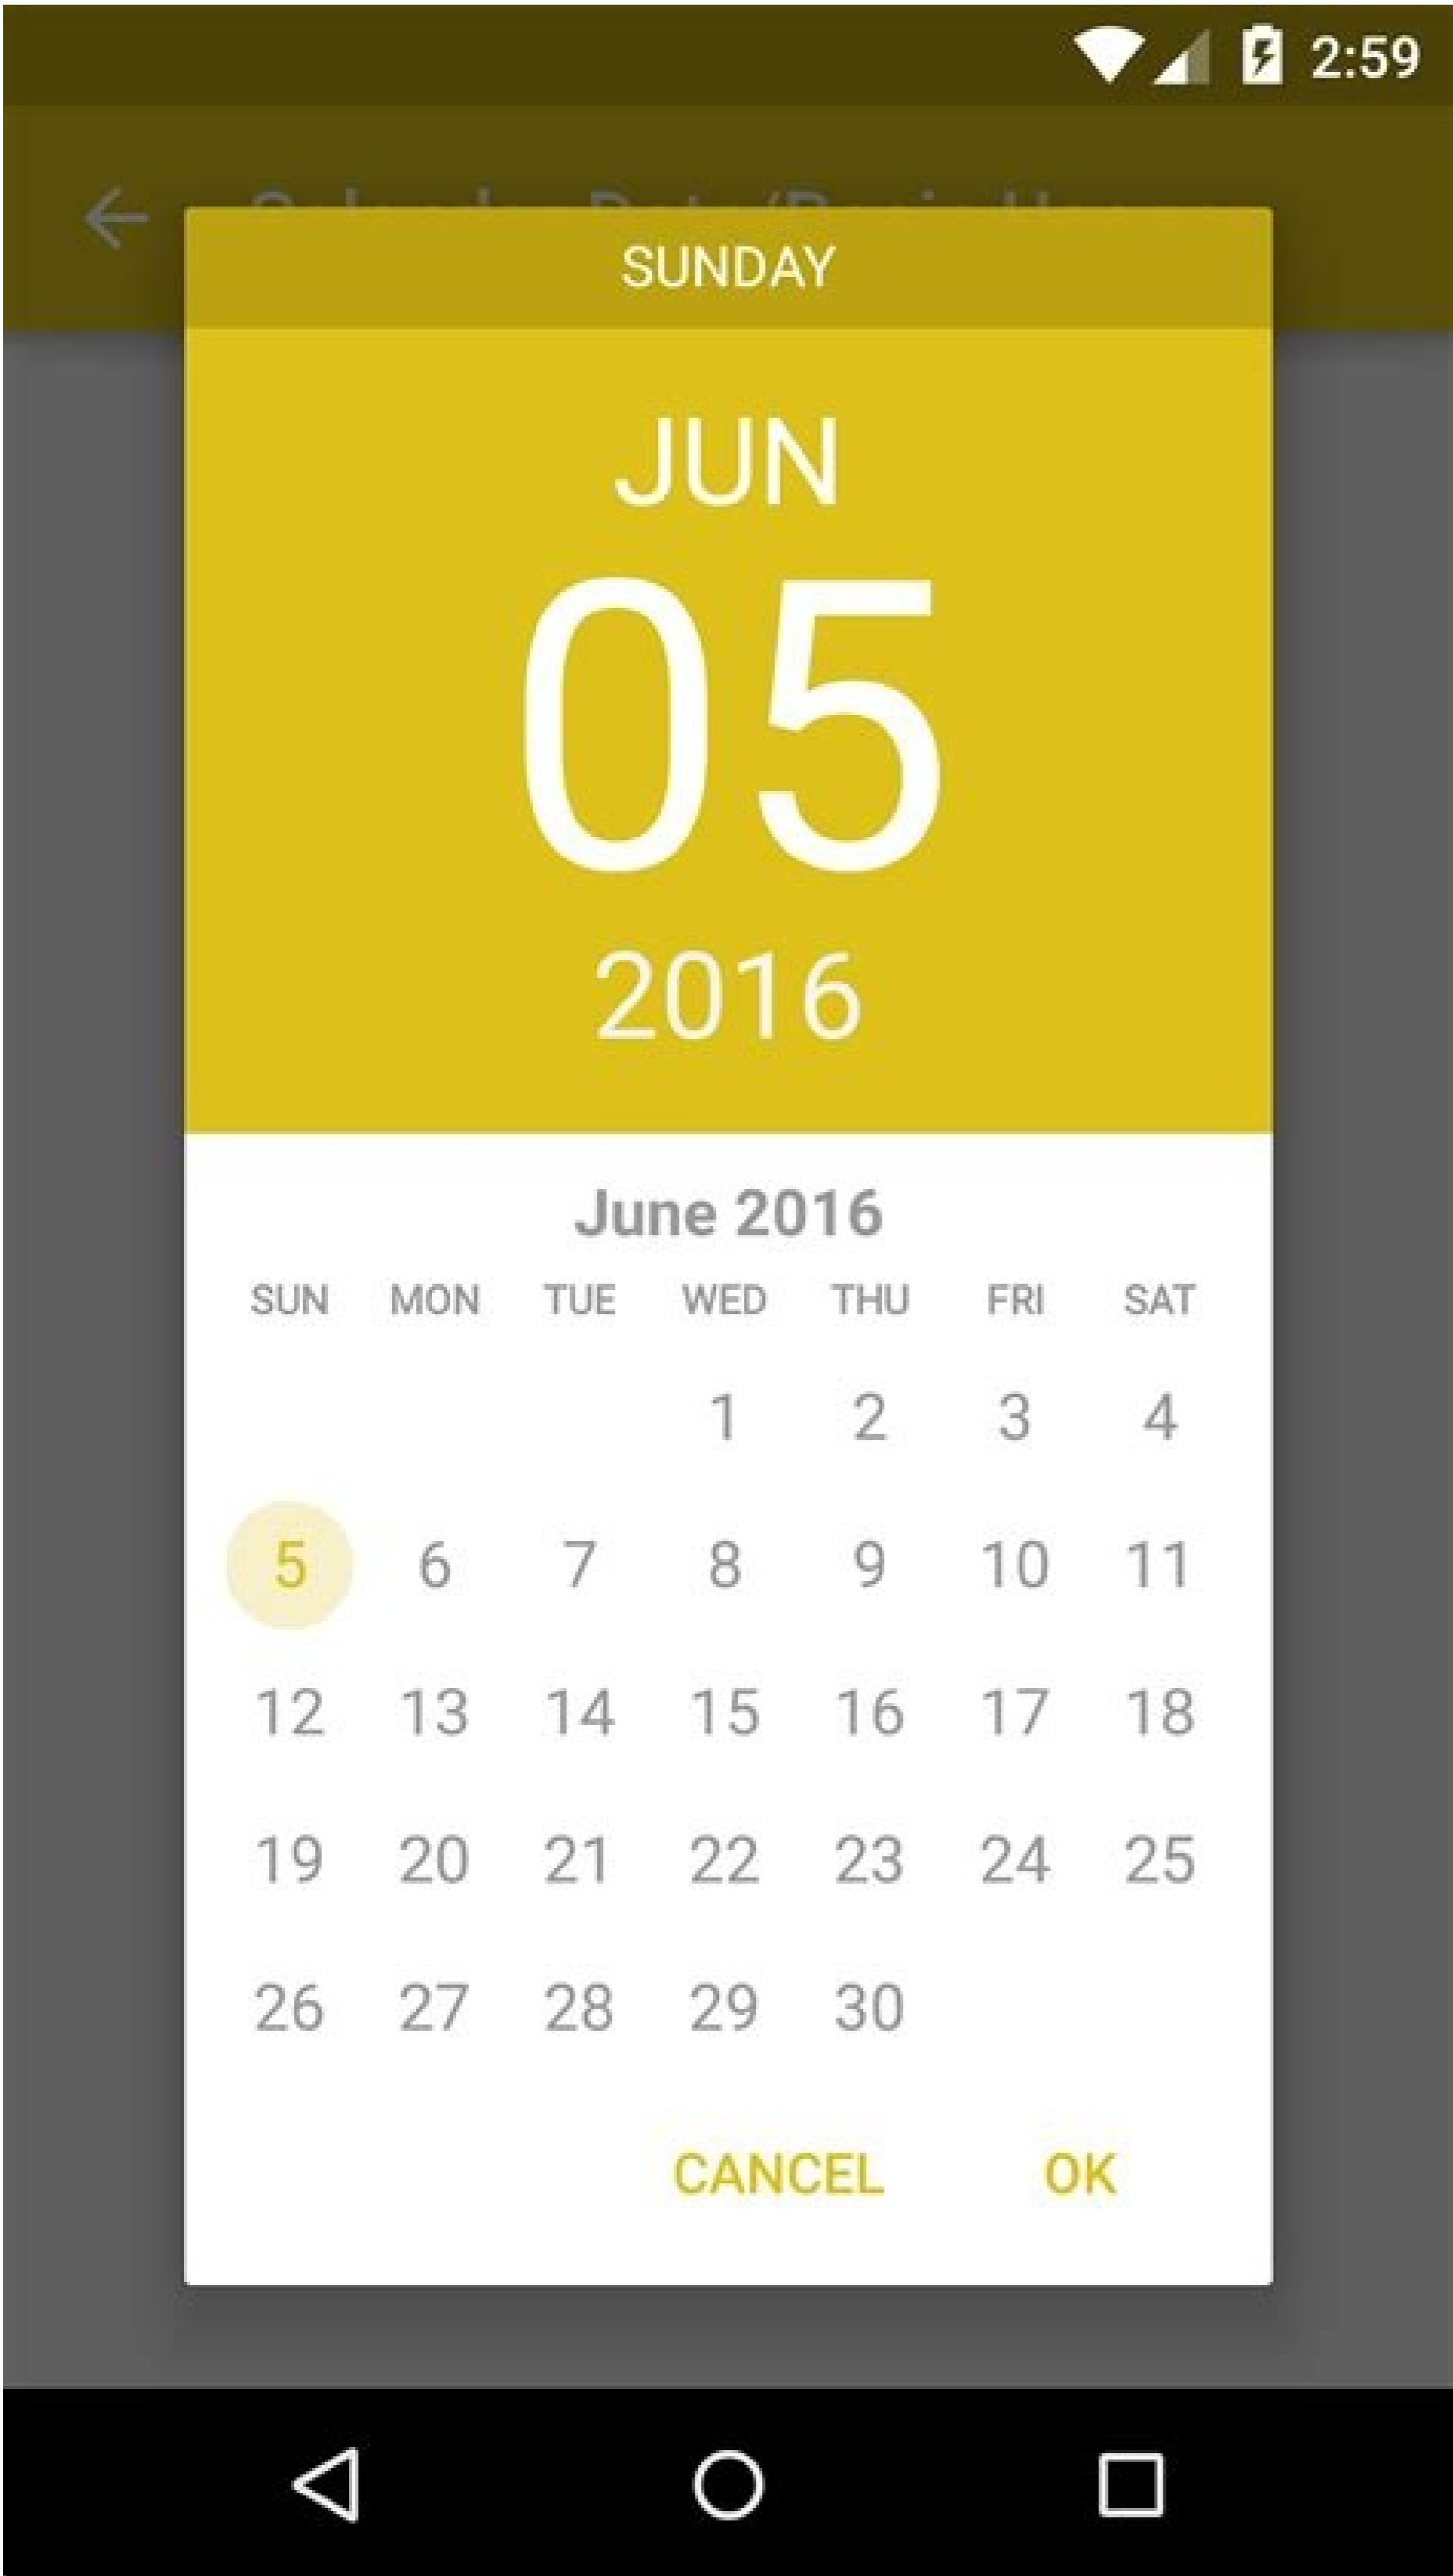 2:59
SUNDAY
JUN
05
2016
June 2016
SUN MON TUE WED THU FRI SAT
1 2 3 4
5 6 7 8 9 10 11
12 13 14 15 16 17 18
19 20 21 22 23 24 25
26 27 28 29 30
CANCEL OK